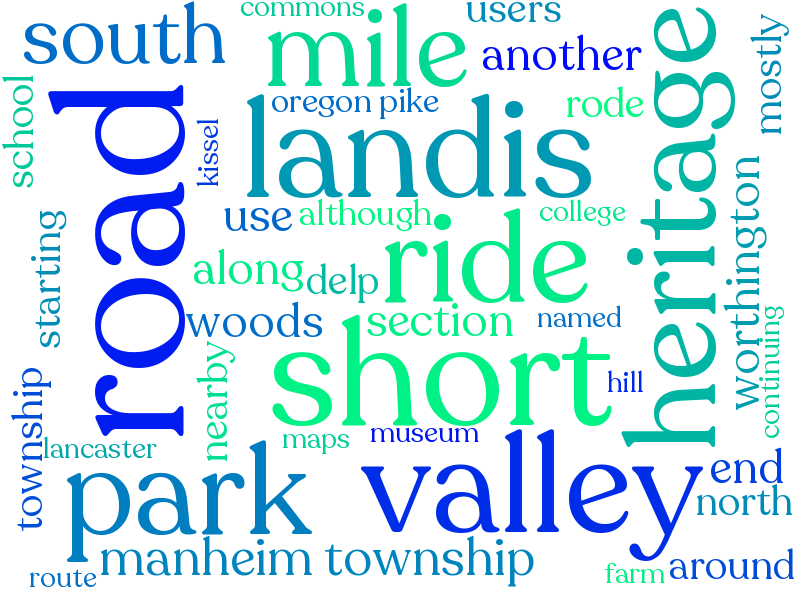 commons
users
south
mile
another
mostly
heritage
school
road
oregon pike
rode
landis
kissel
use
although
college
ride
worthington
starting
along
delp
woods
section
named
short
continuing
nearby
hill
township
lancaster
maps
museum
park
valley
end
north
manheim township
route
farm
around